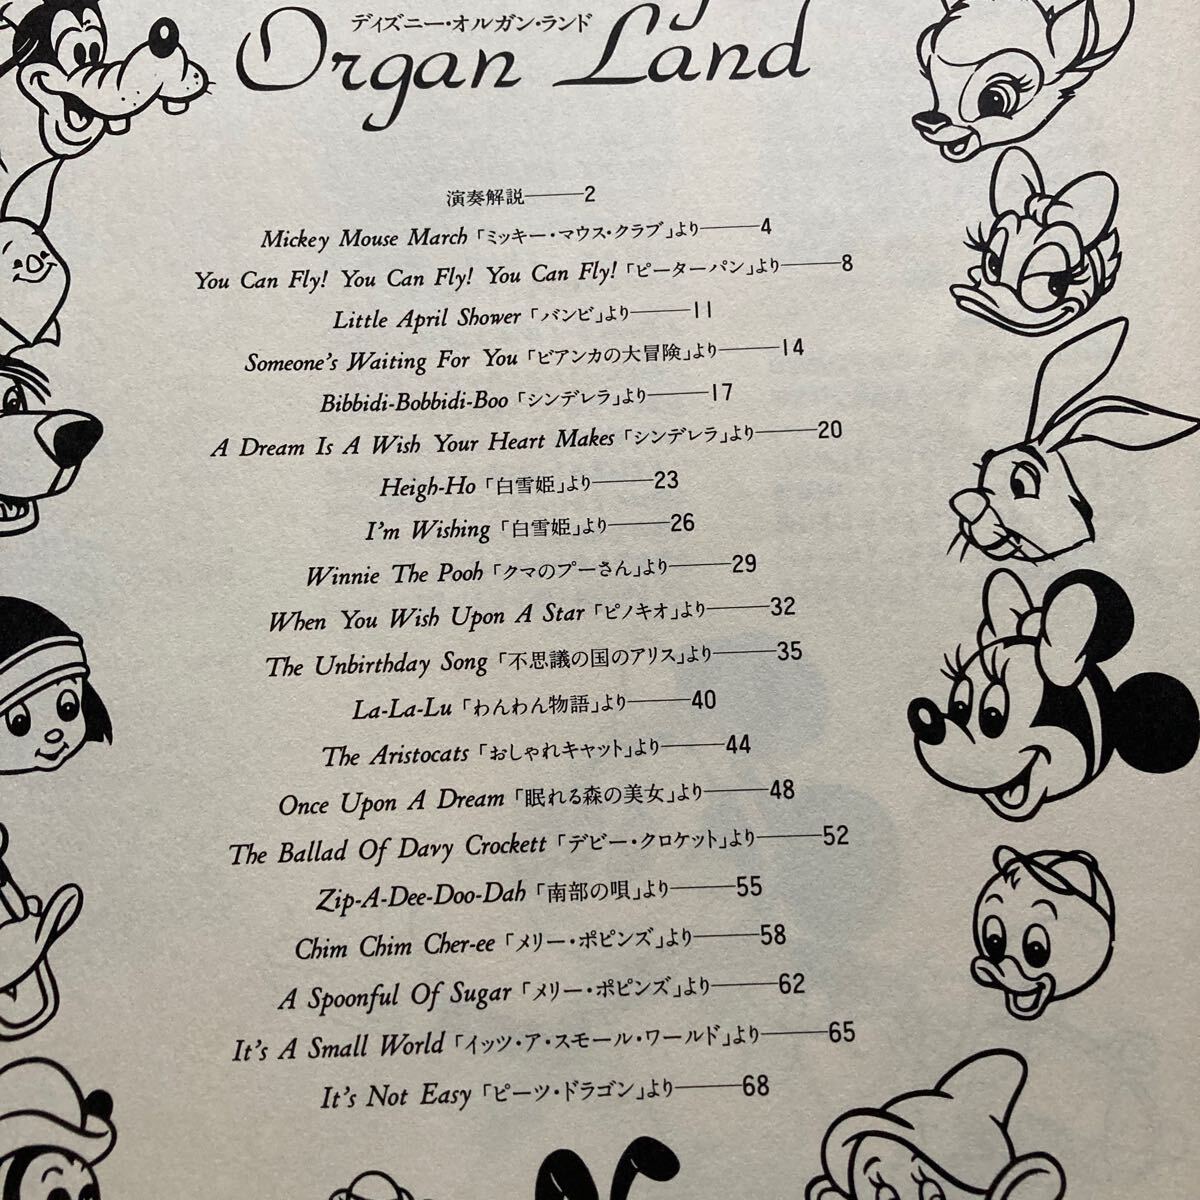 ディズニー・オルガン・ランド
Organ Land
演奏解説――2
Mickey Mouse March「ミッキー・マウス・クラブ」より――4
You Can Fly! You Can Fly! You Can Fly!「ピーターパン」より――8
Little April Shower「バンビ」より――11
Someone's Waiting For You「ビアンカの大冒険」より――14
Bibbidi-Bobbidi-Boo「シンデレラ」より――17
A Dream Is A Wish Your Heart Makes「シンデレラ」より――20
Heigh-Ho「白雪姫」より――23
I'm Wishing「白雪姫」より――26
Winnie The Pooh「クマのプーさん」より――29
When You Wish Upon A Star「ピノキオ」より――32
The Unbirthday Song「不思議の国のアリス」より――35
La-La-Lu「わんわん物語」より――40
The Aristocats「おしゃれキャット」より――44
Once Upon A Dream「眠れる森の美女」より――48
The Ballad Of Davy Crockett「デビー・クロケット」より――52
Zip-A-Dee-Doo-Dah「南部の唄」より――55
Chim Chim Cher-ee「メリー・ポピンズ」より――58
A Spoonful Of Sugar「メリー・ポピンズ」より――62
It's A Small World「イッツ・ア・スモール・ワールド」より――65
It's Not Easy「ピーツ・ドラゴン」より――68